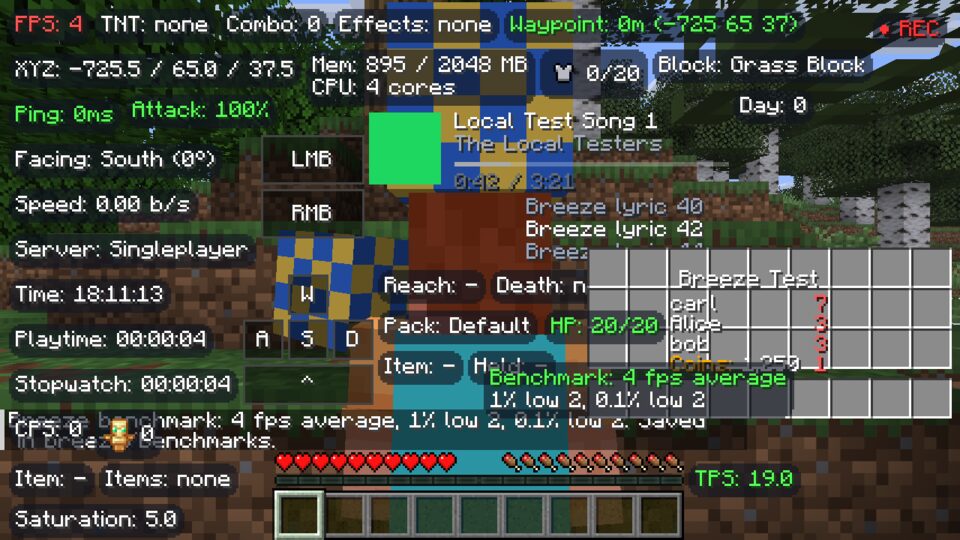 FPS: 4 TNT: none Combo: 0 Effects: none Waypoint: 0m (-725 65 37) REC
XYZ: -725.5 / 65.0 / 37.5 Mem: 895 / 2048 MB 0/20 Block: Grass Block
CPU: 4 cores
Ping: 0ms Attack: 100% Day: 0
Local Test Song 1
The Local Testers
Facing: South (0°) LMB
0:42 / 3:21
Speed: 0.00 b/s RMB Breeze lyric 40
Breeze lyric 42
Server: Singleplayer Breeze
Breeze Test
Time: 18:11:13 W Reach: - Death:
carl 7
Alice 3
Playtime: 00:00:04 A S D Pack: Default HP: 20/20
bob 3
Item: -
Coins: 1,250 1
Stopwatch: 00:00:04 ^
Benchmark: 4 fps average
1% low 2, 0.1% low 2
benchmark: 4 fps average, 1% low 2, 0.1% low 2. Saved
CPS: 0 0 benchmarks.
Item: - Items: none TPS: 19.0
Saturation: 5.0